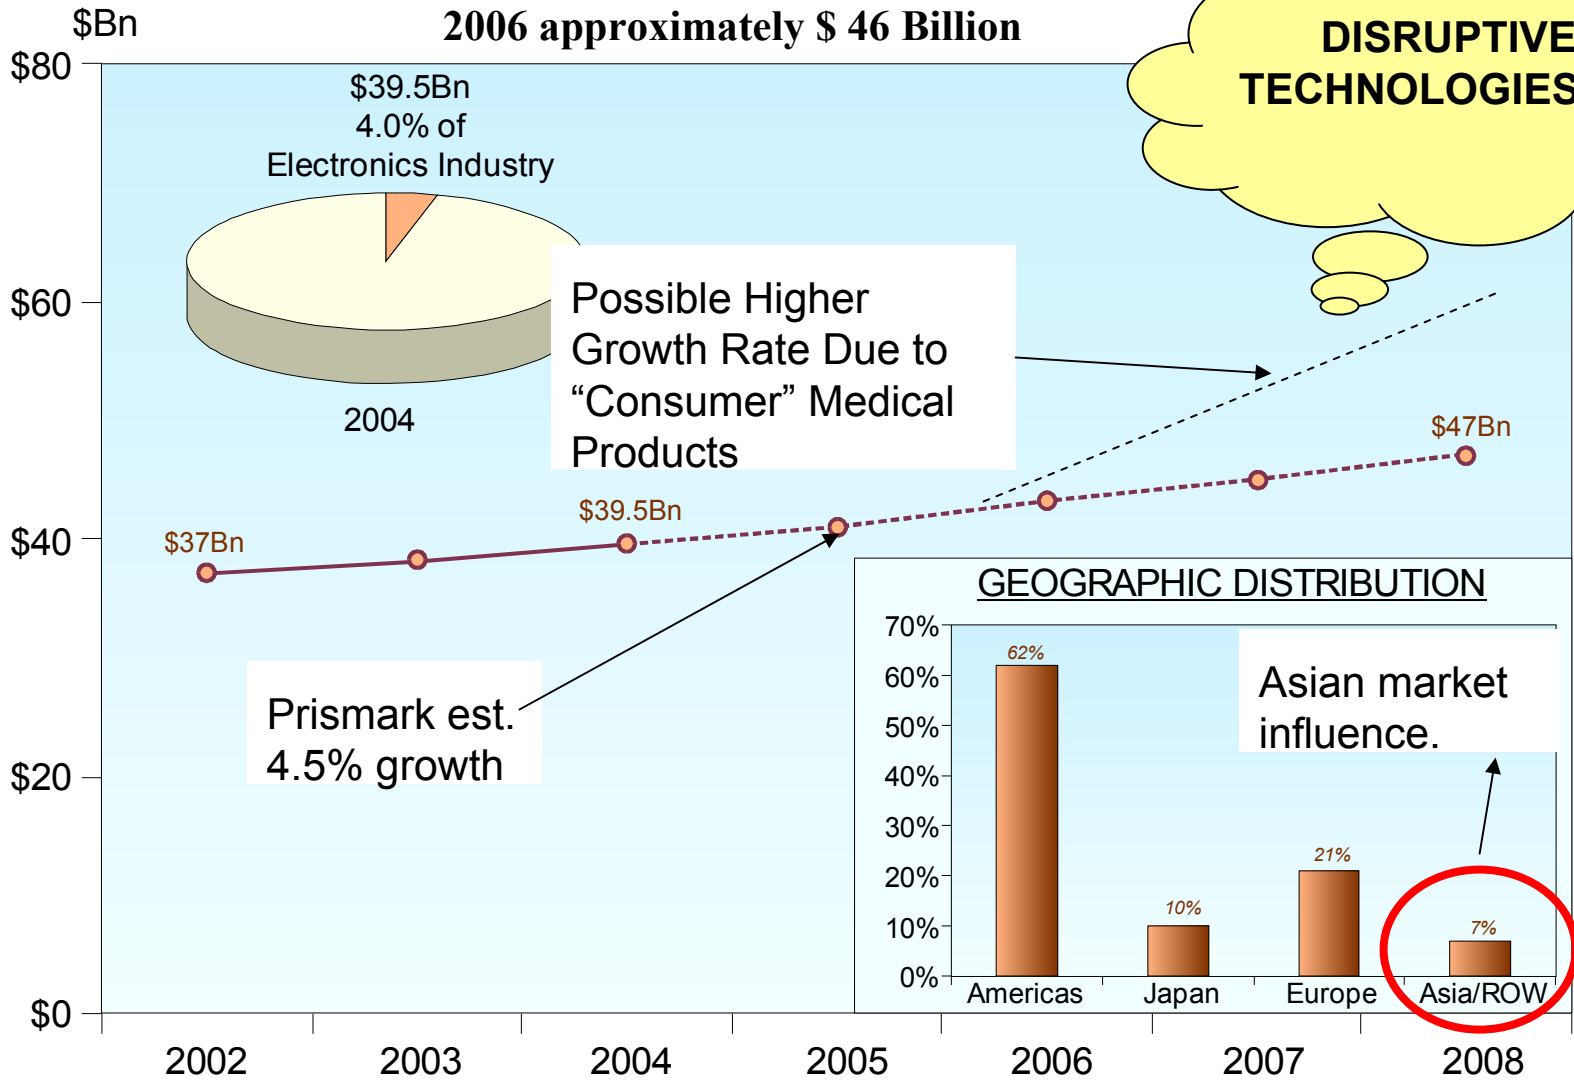 $Bn
2006 approximately $ 46 Billion
DISRUPTIVE
TECHNOLOGIES
$80
$60
$40
$20
$0
$39.5Bn
4.0% of
Electronics Industry
2004
Possible Higher
Growth Rate Due to
“Consumer” Medical
Products
$37Bn
$39.5Bn
$47Bn
Prismark est.
4.5% growth
GEOGRAPHIC DISTRIBUTION
70%
60%
50%
40%
30%
20%
10%
0%
62%
10%
21%
7%
Asian market
influence.
Americas
Japan
Europe
Asia/ROW
2002
2003
2004
2005
2006
2007
2008